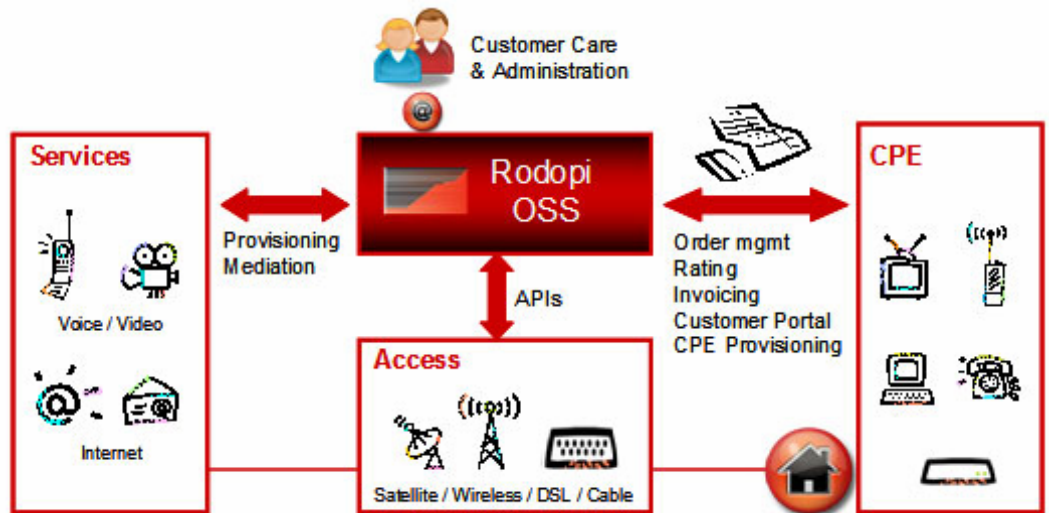 Customer Care
& Administration
Services
Rodopi
OSS
CPE
Provisioning
Mediation
Order mgmt
Rating
Invoicing
Customer Portal
CPE Provisioning
APIs
Voice / Video
Access
Internet
Satellite / Wireless / DSL / Cable